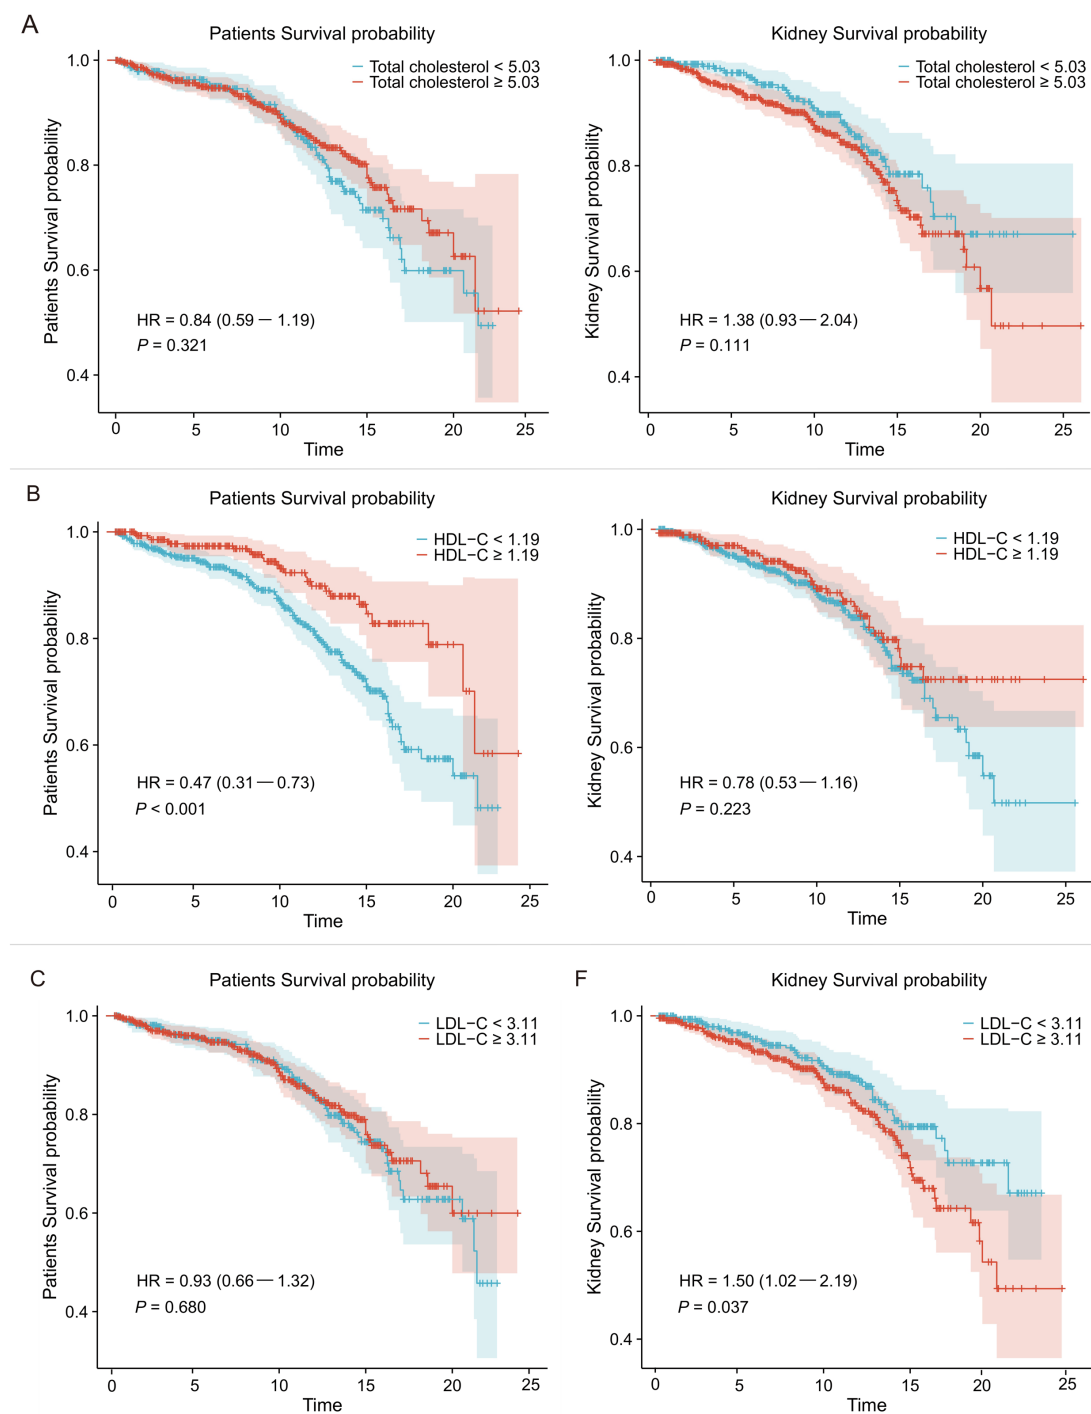 A
Patients Survival probability
Total cholesterol < 5.03
Total cholesterol ≥ 5.03
Patients Survival probability
1.0
0.8
0.6
0.4
HR = 0.84 (0.59 — 1.19)
P = 0.321
0 5 10 15 20 25
Time
Kidney Survival probability
Total cholesterol < 5.03
Total cholesterol ≥ 5.03
Kidney Survival probability
1.0
0.8
0.6
0.4
HR = 1.38 (0.93 — 2.04)
P = 0.111
0 5 10 15 20 25
Time
B
Patients Survival probability
HDL−C < 1.19
HDL−C ≥ 1.19
Patients Survival probability
1.0
0.8
0.6
0.4
HR = 0.47 (0.31 — 0.73)
P < 0.001
0 5 10 15 20 25
Time
Kidney Survival probability
HDL−C < 1.19
HDL−C ≥ 1.19
Kidney Survival probability
1.0
0.8
0.6
0.4
HR = 0.78 (0.53 — 1.16)
P = 0.223
0 5 10 15 20 25
Time
C
Patients Survival probability
LDL−C < 3.11
LDL−C ≥ 3.11
Patients Survival probability
1.0
0.8
0.6
0.4
HR = 0.93 (0.66 — 1.32)
P = 0.680
0 5 10 15 20 25
Time
F
Kidney Survival probability
LDL−C < 3.11
LDL−C ≥ 3.11
Kidney Survival probability
1.0
0.8
0.6
0.4
HR = 1.50 (1.02 — 2.19)
P = 0.037
0 5 10 15 20 25
Time